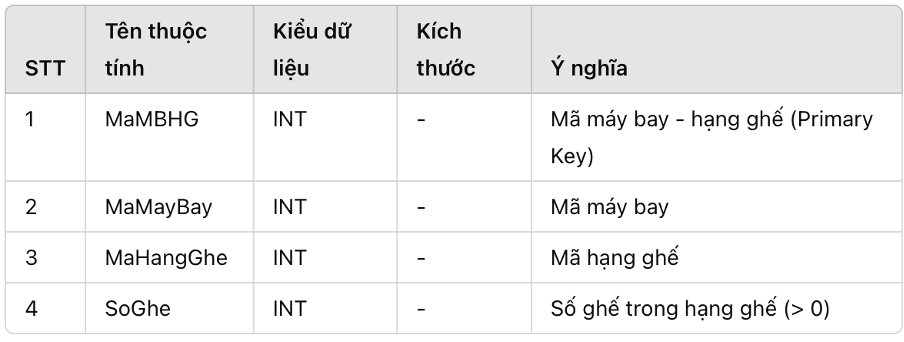 STT Tên thuộc tính Kiểu dữ liệu Kích thước Ý nghĩa
1 MaMBHG INT - Mã máy bay - hạng ghế (Primary Key)
2 MaMayBay INT - Mã máy bay
3 MaHangGhe INT - Mã hạng ghế
4 SoGhe INT - Số ghế trong hạng ghế (> 0)